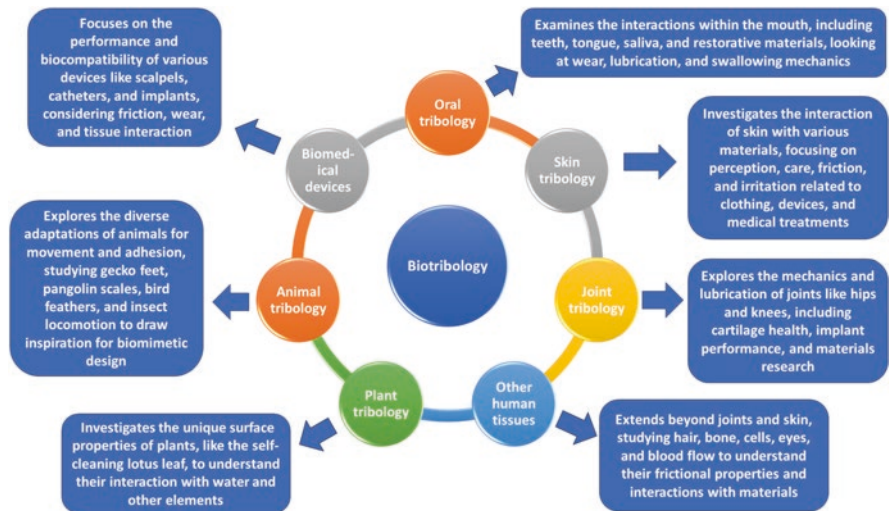 Focuses on the
performance and
biocompatibility of various
devices like scalpels,
catheters, and implants,
considering friction, wear,
and tissue interaction
Examines the interactions within the mouth, including
teeth, tongue, saliva, and restorative materials, looking
at wear, lubrication, and swallowing mechanics
Oral
tribology
Biomed-
ical devices
Skin
tribology
Investigates the interaction
of skin with various
materials, focusing on
perception, care, friction,
and irritation related to
clothing, devices, and
medical treatments
Explores the diverse
adaptations of animals for
movement and adhesion,
studying gecko feet,
pangolin scales, bird
feathers, and insect
locomotion to draw
inspiration for biomimetic
design
Biotribology
Animal
tribology
Joint
tribology
Explores the mechanics and
lubrication of joints like hips
and knees, including
cartilage health, implant
performance, and materials
research
Plant
tribology
Other
human
tissues
Investigates the unique surface
properties of plants, like the self-
cleaning lotus leaf, to understand
their interaction with water and
other elements
Extends beyond joints and skin,
studying hair, bone, cells, eyes,
and blood flow to understand
their frictional properties and
interactions with materials